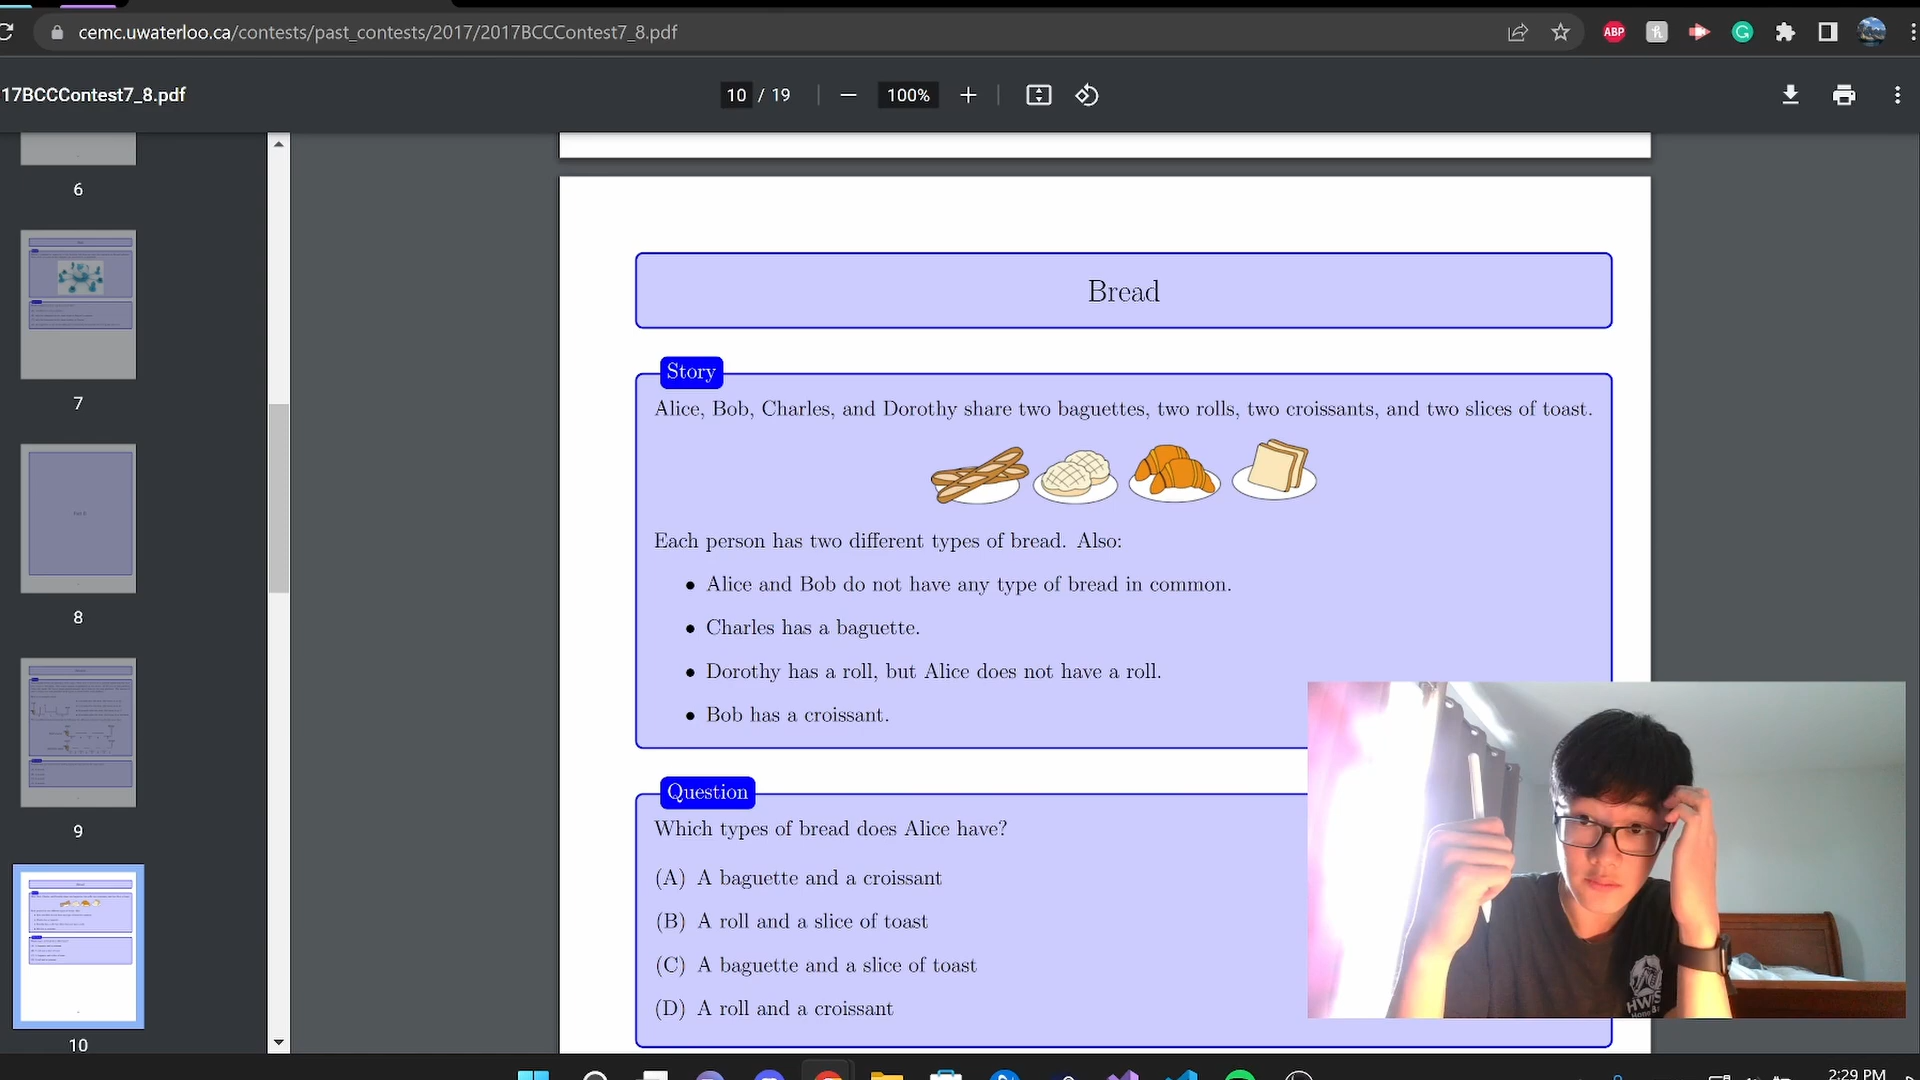 cemc.uwaterloo.ca/contests/past_contests/2017/2017BCCContest7_8.pdf
ABP
17BCCContest7_8.pdf
10 / 19
100%
6
7
8
9
10
Bread
Story
Alice, Bob, Charles, and Dorothy share two baguettes, two rolls, two croissants, and two slices of toast.
Each person has two different types of bread. Also:
• Alice and Bob do not have any type of bread in common.
• Charles has a baguette.
• Dorothy has a roll, but Alice does not have a roll.
• Bob has a croissant.
Question
Which types of bread does Alice have?
(A) A baguette and a croissant
(B) A roll and a slice of toast
(C) A baguette and a slice of toast
(D) A roll and a croissant
2:29 PM